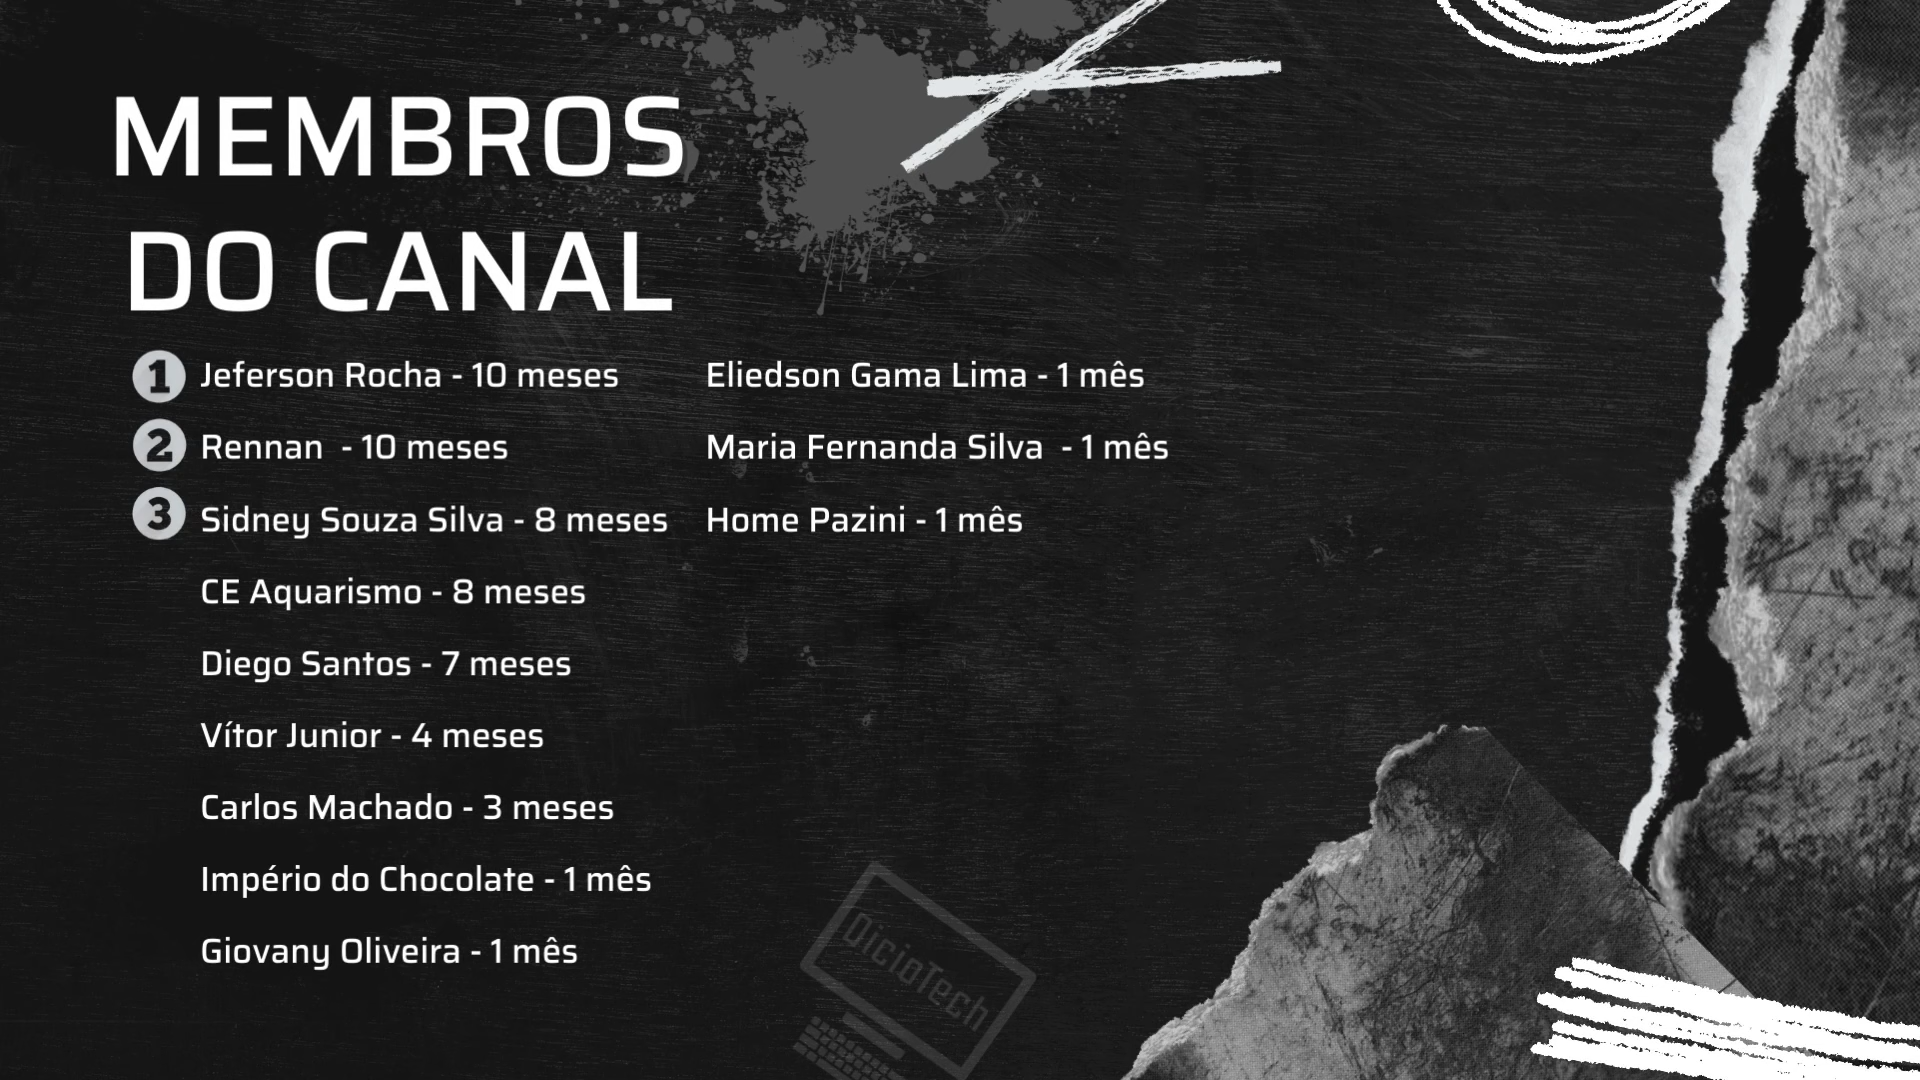 MEMBROS
DO CANAL
1 Jeferson Rocha - 10 meses
2 Rennan - 10 meses
3 Sidney Souza Silva - 8 meses
CE Aquarismo - 8 meses
Diego Santos - 7 meses
Vítor Junior - 4 meses
Carlos Machado - 3 meses
Império do Chocolate - 1 mês
Giovany Oliveira - 1 mês
Eliedson Gama Lima - 1 mês
Maria Fernanda Silva - 1 mês
Home Pazini - 1 mês
DicioTech